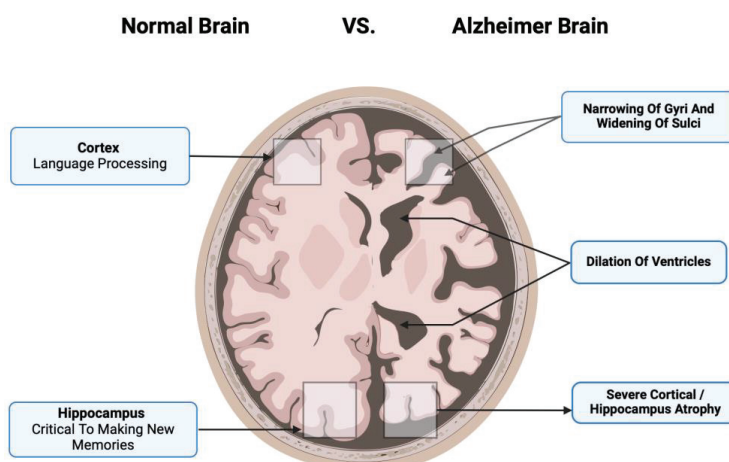 Normal Brain VS. Alzheimer Brain
Cortex
Language Processing
Narrowing Of Gyri And
Widening Of Sulci
Dilation Of Ventricles
Hippocampus
Critical To Making New
Memories
Severe Cortical /
Hippocampus Atrophy